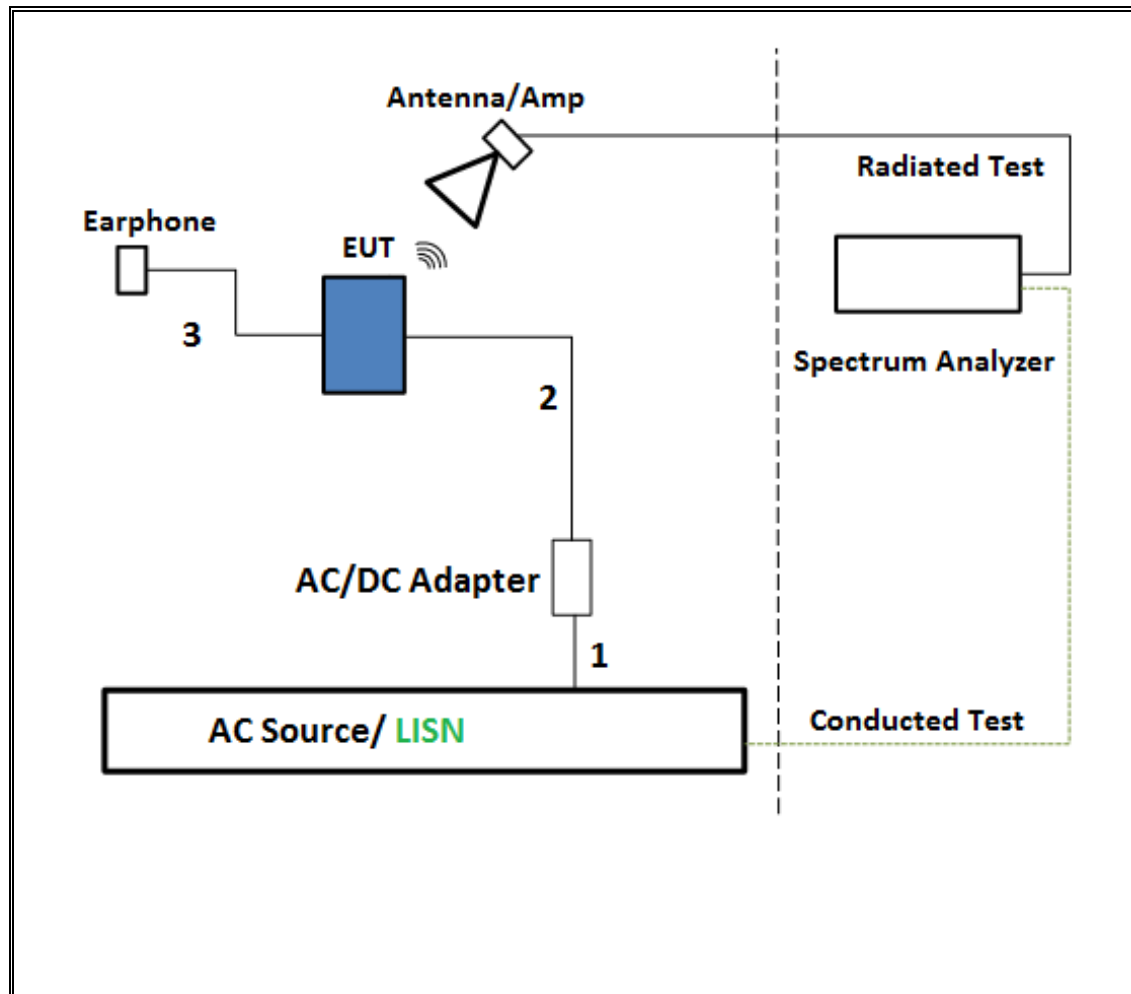 Antenna/Amp
Radiated Test
Earphone
EUT
3
Spectrum Analyzer
2
AC/DC Adapter
1
AC Source/ LISN
Conducted Test